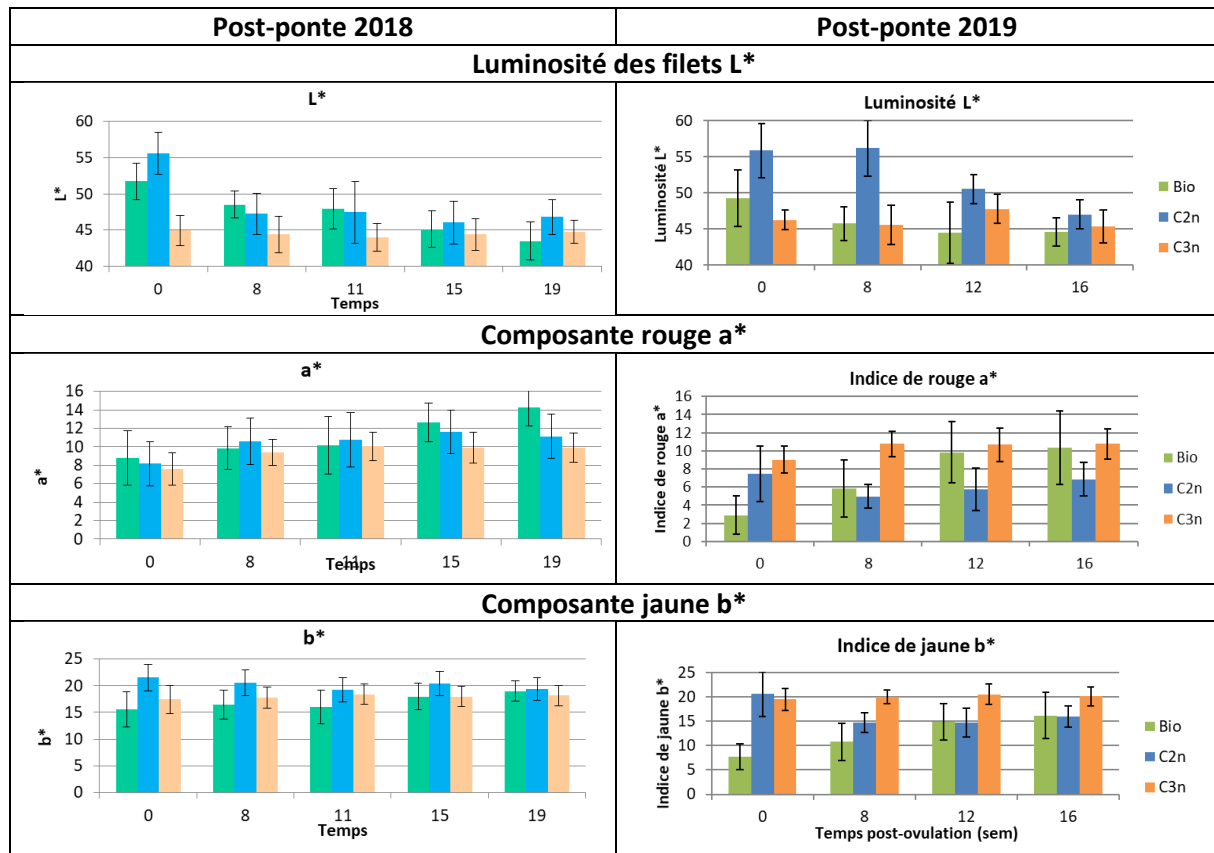 Post-ponte 2018
Post-ponte 2019
Luminosité des filets L*
L*
60
55
50
45
40
L*
0
8
11
15
19
Temps
Luminosité L*
60
55
50
45
40
Luminosité L*
0
8
12
16
Bio
C2n
C3n
Composante rouge a*
a*
16
14
12
10
8
6
4
2
0
a*
0
8
11
15
19
Temps
Indice de rouge a*
16
14
12
10
8
6
4
2
0
Indice de rouge a*
0
8
12
16
Bio
C2n
C3n
Composante jaune b*
b*
25
20
15
10
5
0
b*
0
8
11
15
19
Temps
Indice de jaune b*
25
20
15
10
5
0
Indice de jaune b*
0
8
12
16
Temps post-ovulation (sem)
Bio
C2n
C3n